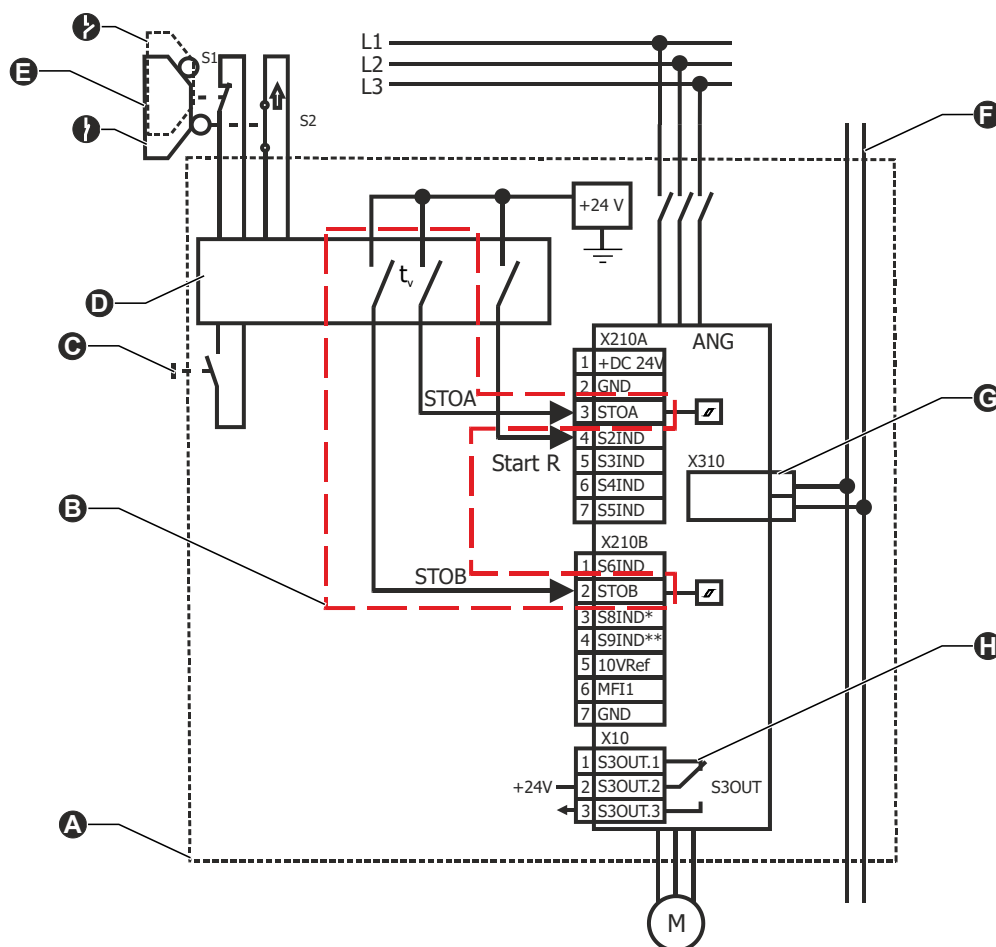 L1
L2
L3
S1
S2
E
F
+24 V
D
tv
C
X210A
ANG
1 +DC 24V
2 GND
STOA
3 STOA
4 S2IND
Start R
5 S3IND
6 S4IND
7 S5IND
X310
G
B
X210B
1 S6IND
STOB
2 STOB
3 S8IND*
4 S9IND**
5 10VRef
6 MFI1
7 GND
H
X10
1 S3OUT.1
+24V
2 S3OUT.2
S3OUT
3 S3OUT.3
A
M